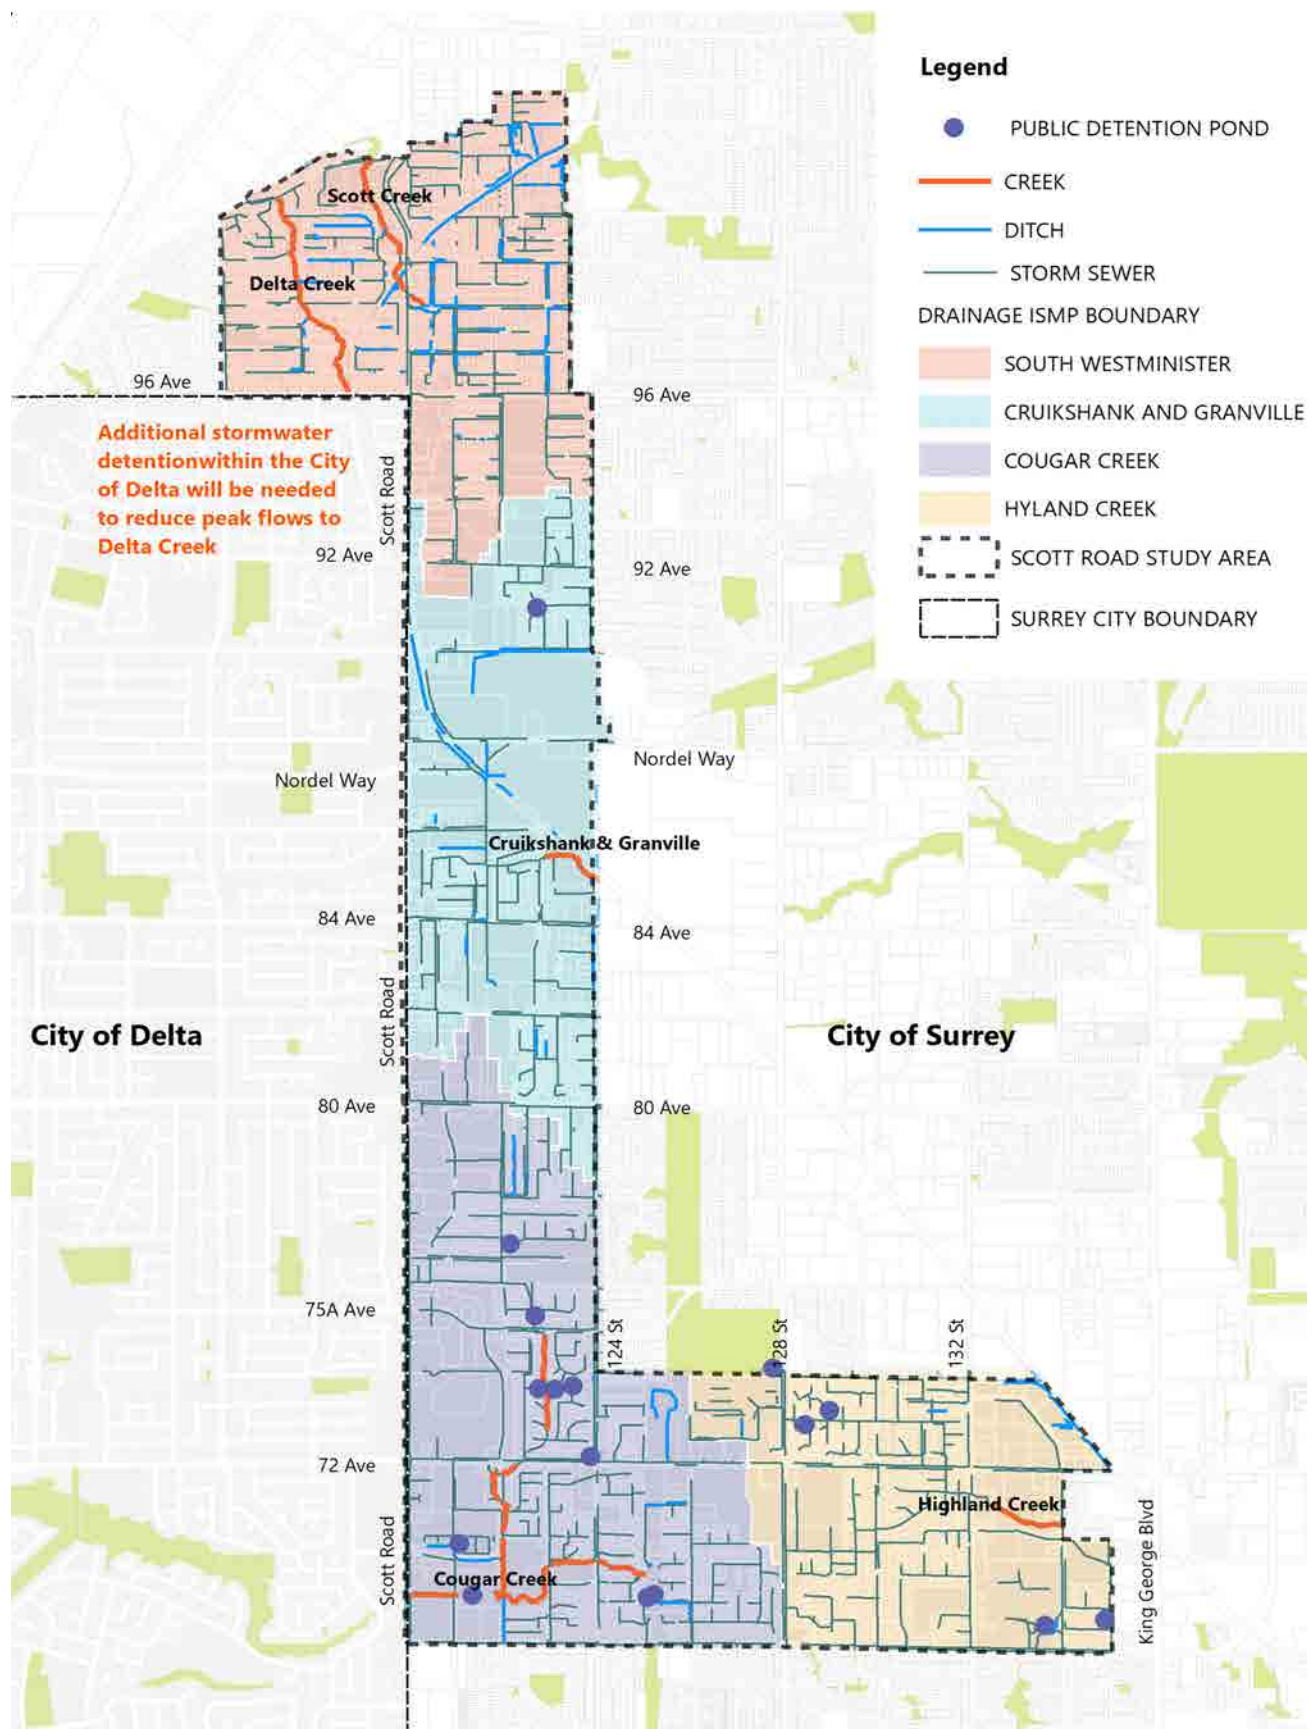 Legend
PUBLIC DETENTION POND
CREEK
DITCH
STORM SEWER
DRAINAGE ISMP BOUNDARY
SOUTH WESTMINISTER
CRUIKSHANK AND GRANVILLE
COUGAR CREEK
HYLAND CREEK
SCOTT ROAD STUDY AREA
SURREY CITY BOUNDARY
Scott Creek
Delta Creek
96 Ave
96 Ave
Additional stormwater
detentionwithin the City
of Delta will be needed
to reduce peak flows to
Delta Creek
Scott Road
92 Ave
92 Ave
Nordel Way
Nordel Way
Cruikshank & Granville
84 Ave
84 Ave
Scott Road
City of Delta
City of Surrey
80 Ave
80 Ave
75A Ave
124 St
128 St
132 St
72 Ave
Highland Creek
King George Blvd
Scott Road
Cougar Creek